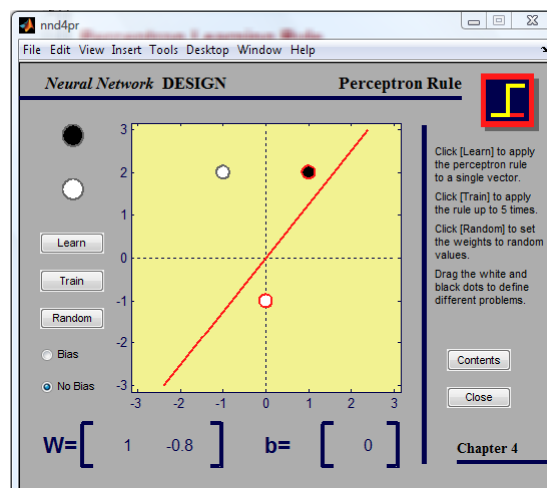 nnd4pr
Perceptron Learning Rule
File Edit View Insert Tools Desktop Window Help
Neural Network DESIGN
Perceptron Rule
Click [Learn] to apply
the perceptron rule
to a single vector.
Click [Train] to apply
the rule up to 5 times.
Click [Random] to set
the weights to random
values.
Drag the white and
black dots to define
different problems.
Learn
Train
Random
Bias
No Bias
3
2
1
0
-1
-2
-3
-3 -2 -1 0 1 2 3
Contents
Close
W= [ 1 -0.8 ] b= [ 0 ]
Chapter 4